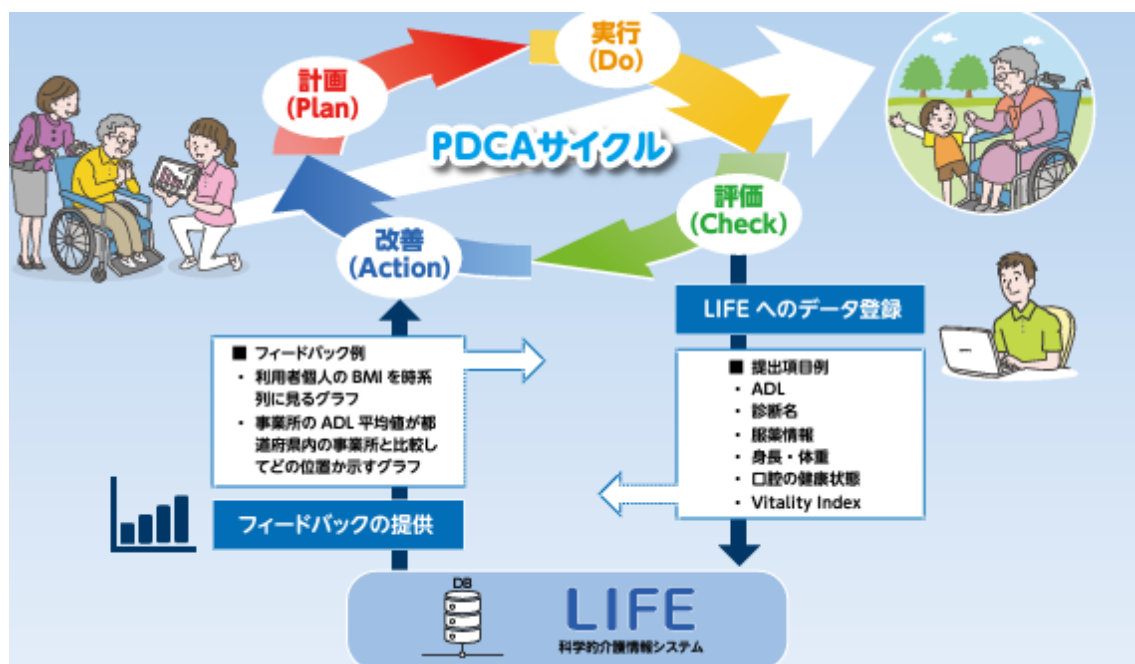 計画
(Plan)
実行
(Do)
PDCAサイクル
評価
(Check)
改善
(Action)
LIFE へのデータ登録
■ 提出項目例
・ ADL
・ 診断名
・ 服薬情報
・ 身長・体重
・ 口腔の健康状態
・ Vitality Index
■ フィードバック例
・ 利用者個人の BMI を時系
列に見るグラフ
・ 事業所の ADL 平均値が都
道府県内の事業所と比較し
てどの位置か示すグラフ
フィードバックの提供
DB
LIFE
科学的介護情報システム